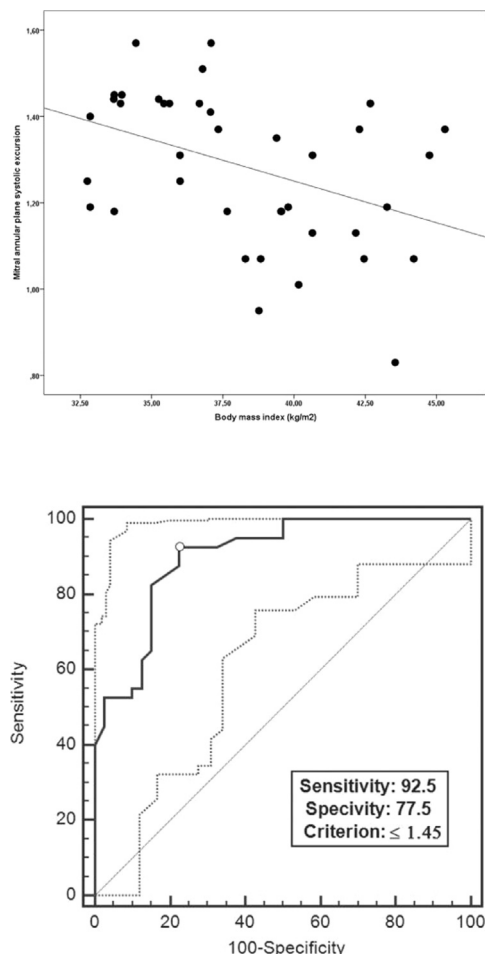 1,60
1,40
1,20
1,00
,80
Mitral annular plane systolic excursion
32,50 35,00 37,50 40,00 42,50 45,00
Body mass index (kg/m2)
100
80
60
40
20
0
Sensitivity
Sensitivity: 92.5
Specivity: 77.5
Criterion: ≤ 1.45
0 20 40 60 80 100
100-Specificity